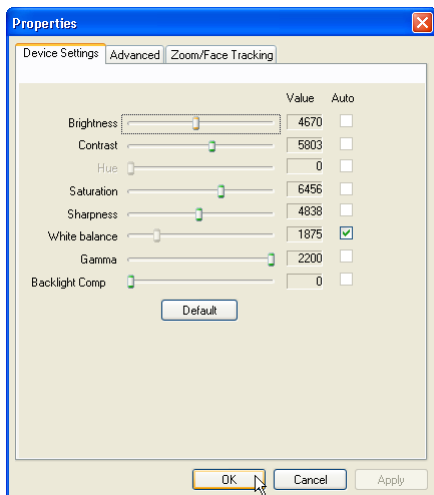 Properties
Device Settings Advanced Zoom/Face Tracking
Value Auto
Brightness 4670
Contrast 5803
Hue 0
Saturation 6456
Sharpness 4838
White balance 1875
Gamma 2200
Backlight Comp 0
Default
OK Cancel Apply